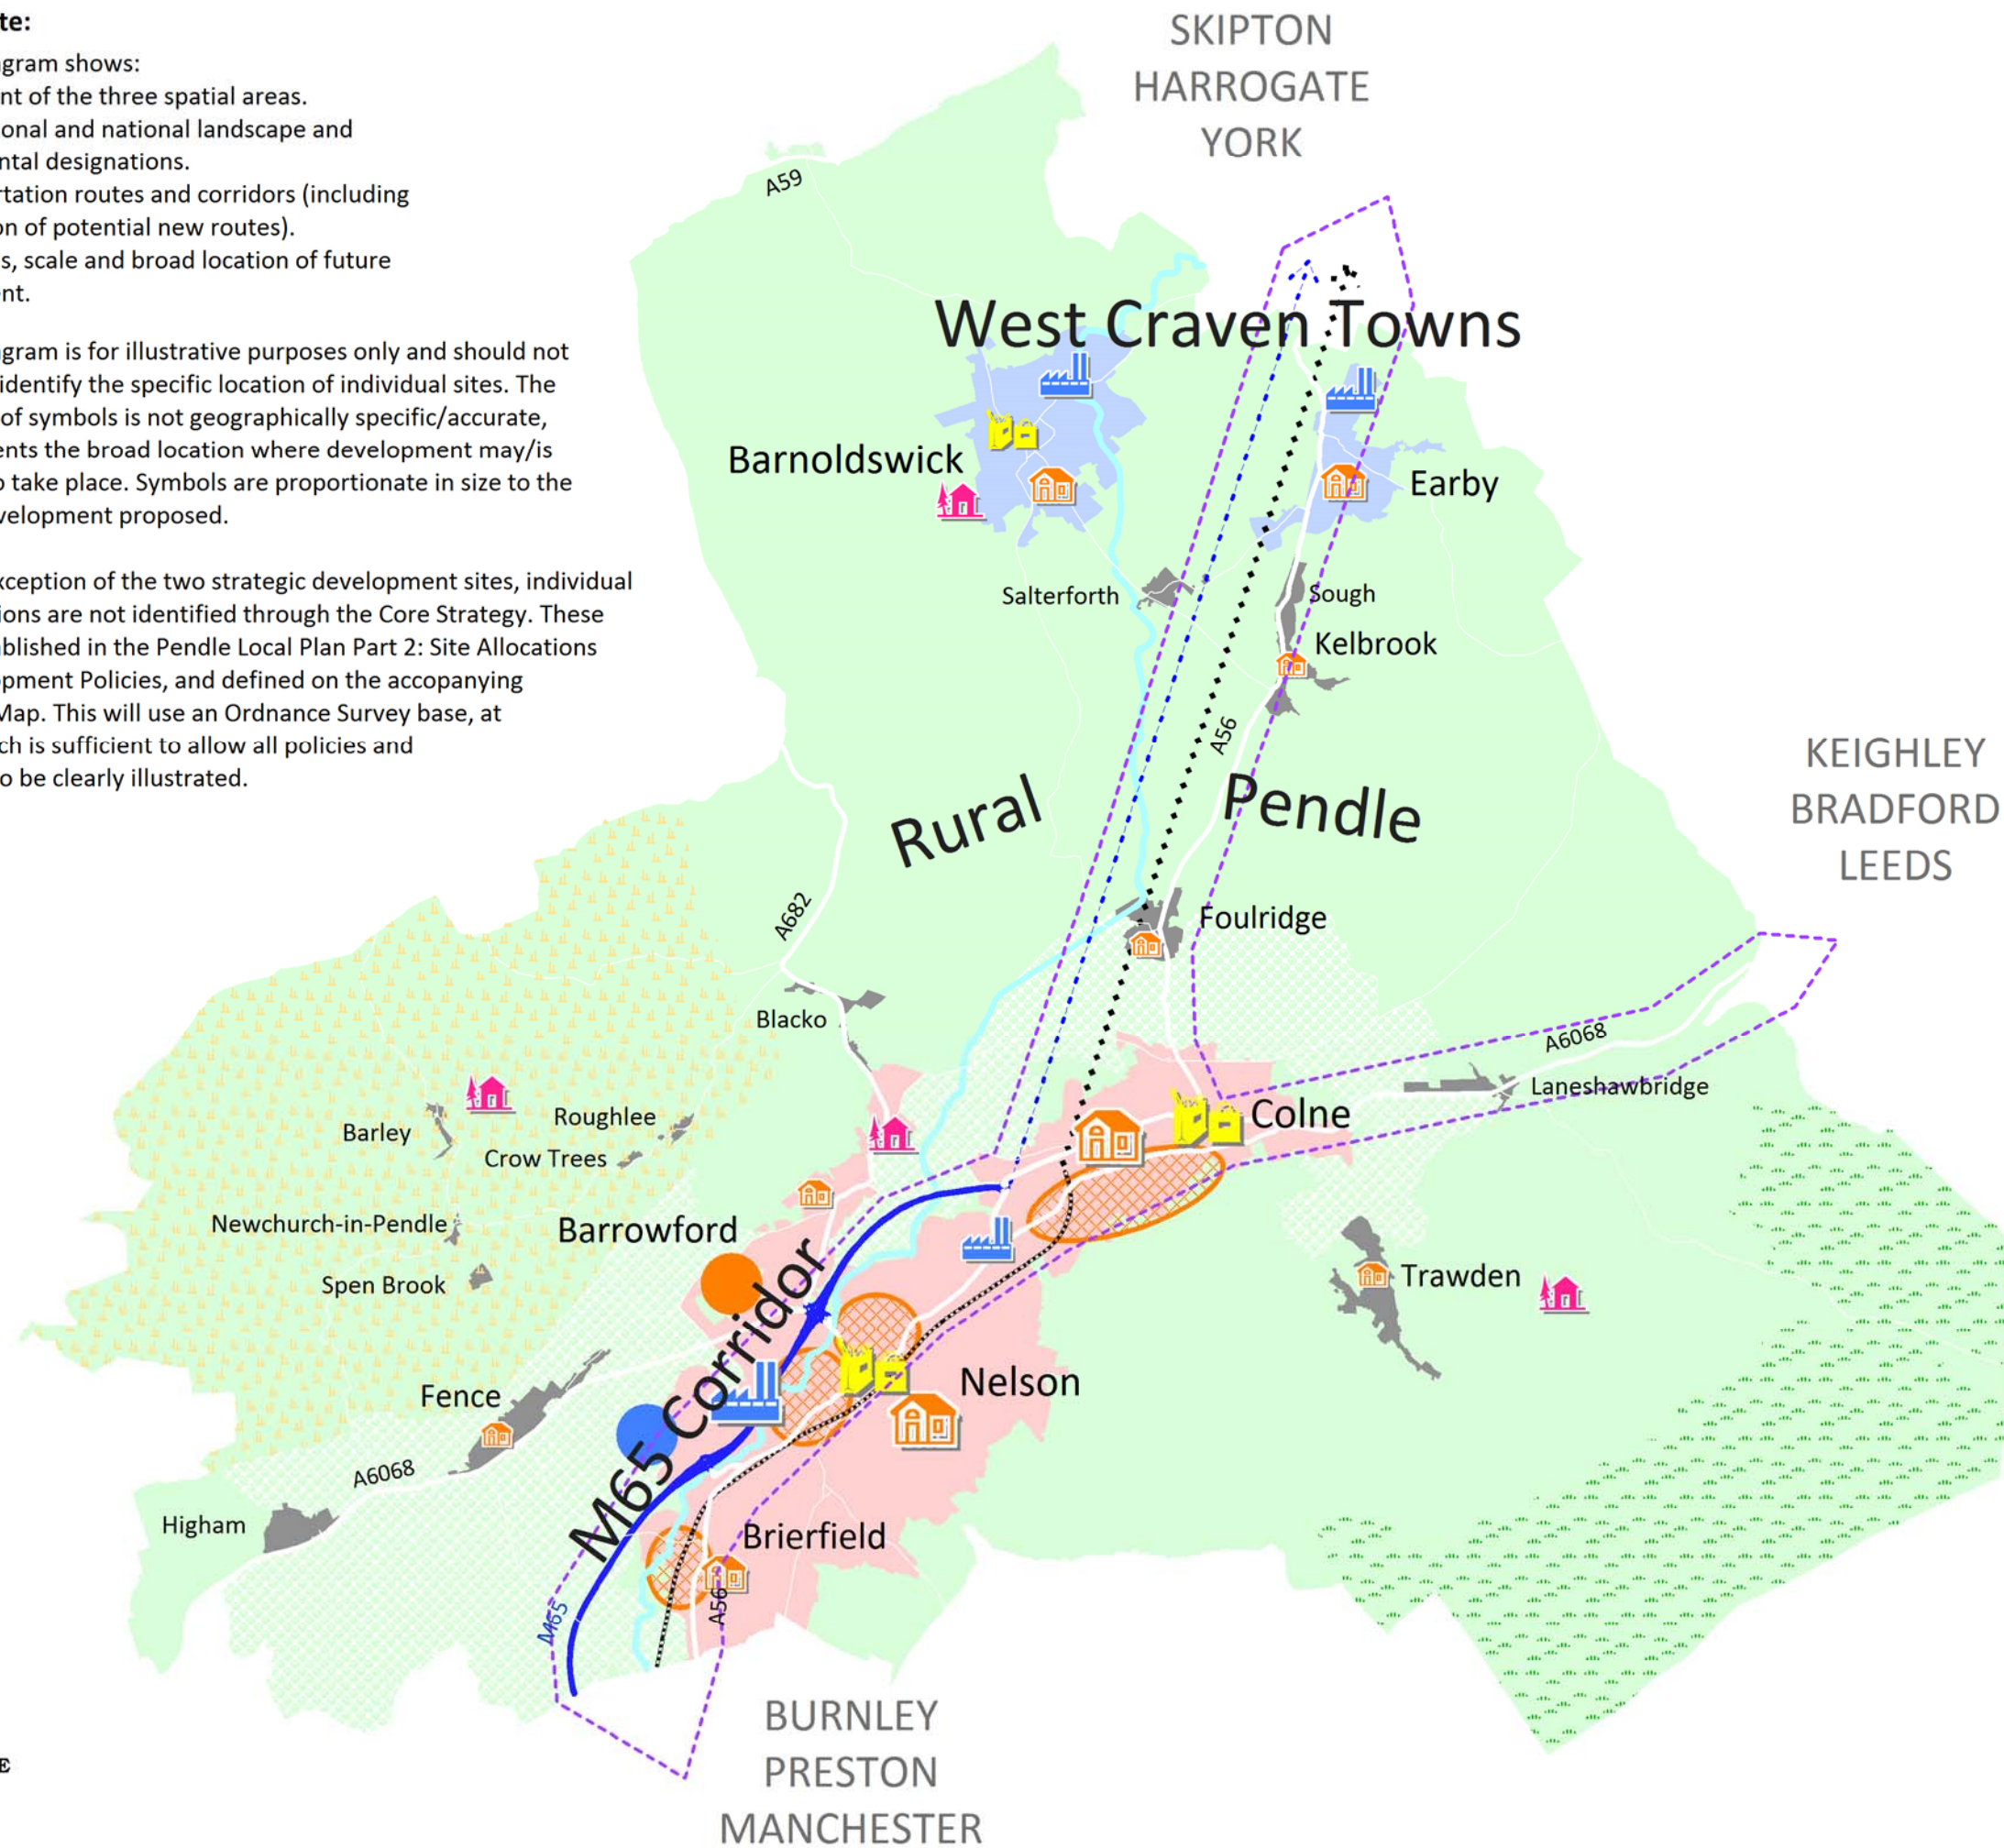 te:
gram shows:
nt of the three spatial areas.
onal and national landscape and
ntal designations.
rtation routes and corridors (including
on of potential new routes).
s, scale and broad location of future
ent.
gram is for illustrative purposes only and should not
identify the specific location of individual sites. The
of symbols is not geographically specific/accurate,
ents the broad location where development may/is
o take place. Symbols are proportionate in size to the
velopment proposed.
xception of the two strategic development sites, individual
ions are not identified through the Core Strategy. These
ablished in the Pendle Local Plan Part 2: Site Allocations
opment Policies, and defined on the accopanying
Map. This will use an Ordnance Survey base, at
ch is sufficient to allow all policies and
o be clearly illustrated.
SKIPTON
HARROGATE
YORK
A59
West Craven Towns
Barnoldswick
Earby
Salterforth
Sough
Kelbrook
A56
Rural
Pendle
KEIGHLEY
BRADFORD
LEEDS
A682
Foulridge
Blacko
A6068
Laneshawbridge
Colne
Barley
Roughlee
Crow Trees
Newchurch-in-Pendle
Barrowford
Spen Brook
Trawden
M65 Corridor
Nelson
Fence
A6068
Higham
Brierfield
A56
M65
BURNLEY
PRESTON
MANCHESTER
E